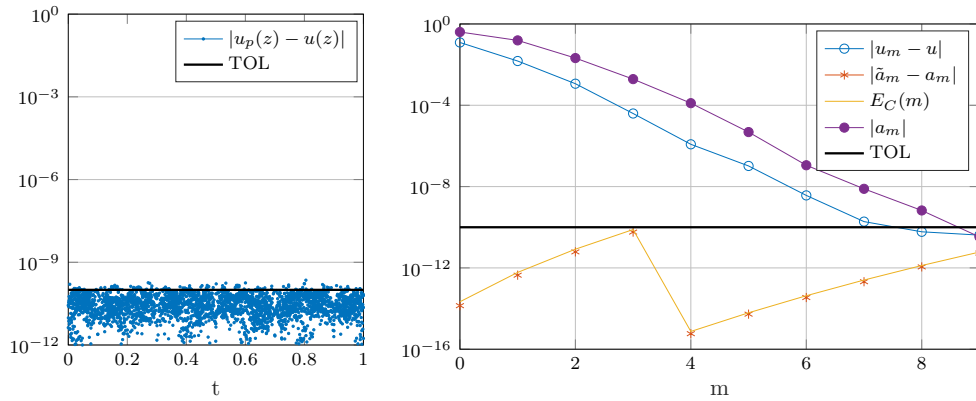 10^0
10^-3
10^-6
10^-9
10^-12
0 0.2 0.4 0.6 0.8 1
t
|u_p(z) − u(z)|
TOL
10^0
10^-4
10^-8
10^-12
10^-16
0 2 4 6 8
m
|u_m − u|
|ã_m − a_m|
E_C(m)
|a_m|
TOL